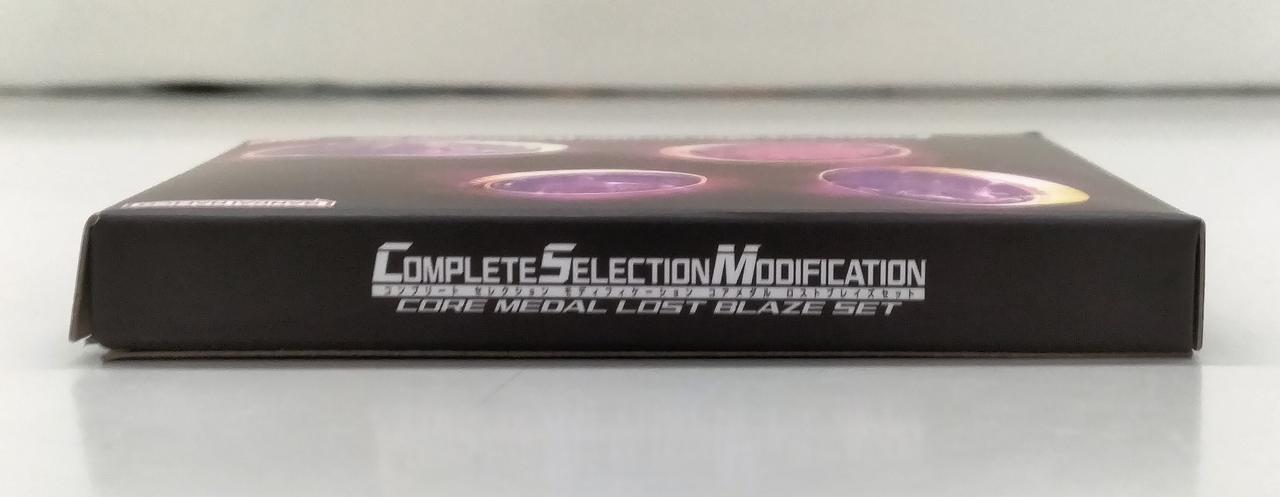 COMPLETE SELECTION MODIFICATION
コンプリート セレクション モディフィケーション コアメダル ロストブレイズセット
CORE MEDAL LOST BLAZE SET